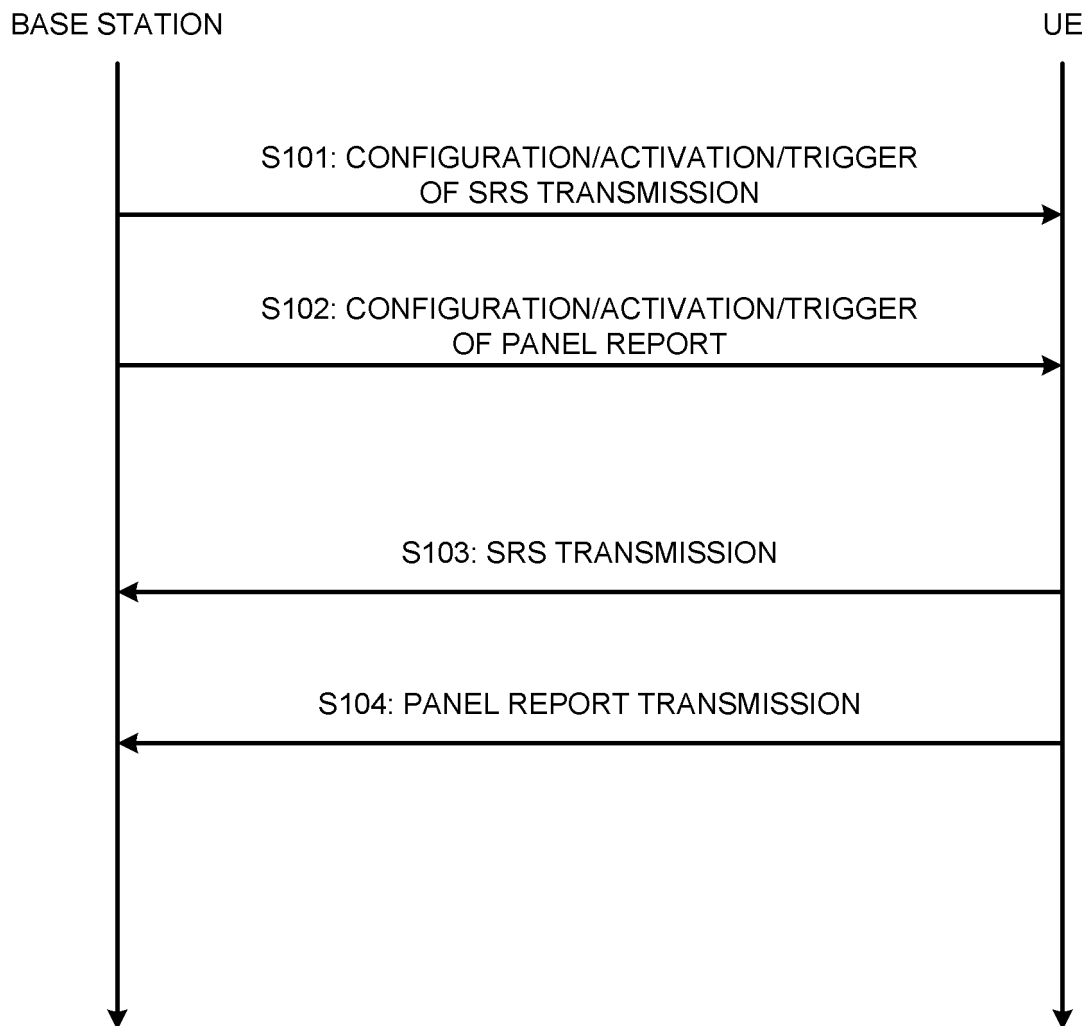 BASE STATION
UE
S101: CONFIGURATION/ACTIVATION/TRIGGER
OF SRS TRANSMISSION
S102: CONFIGURATION/ACTIVATION/TRIGGER
OF PANEL REPORT
S103: SRS TRANSMISSION
S104: PANEL REPORT TRANSMISSION